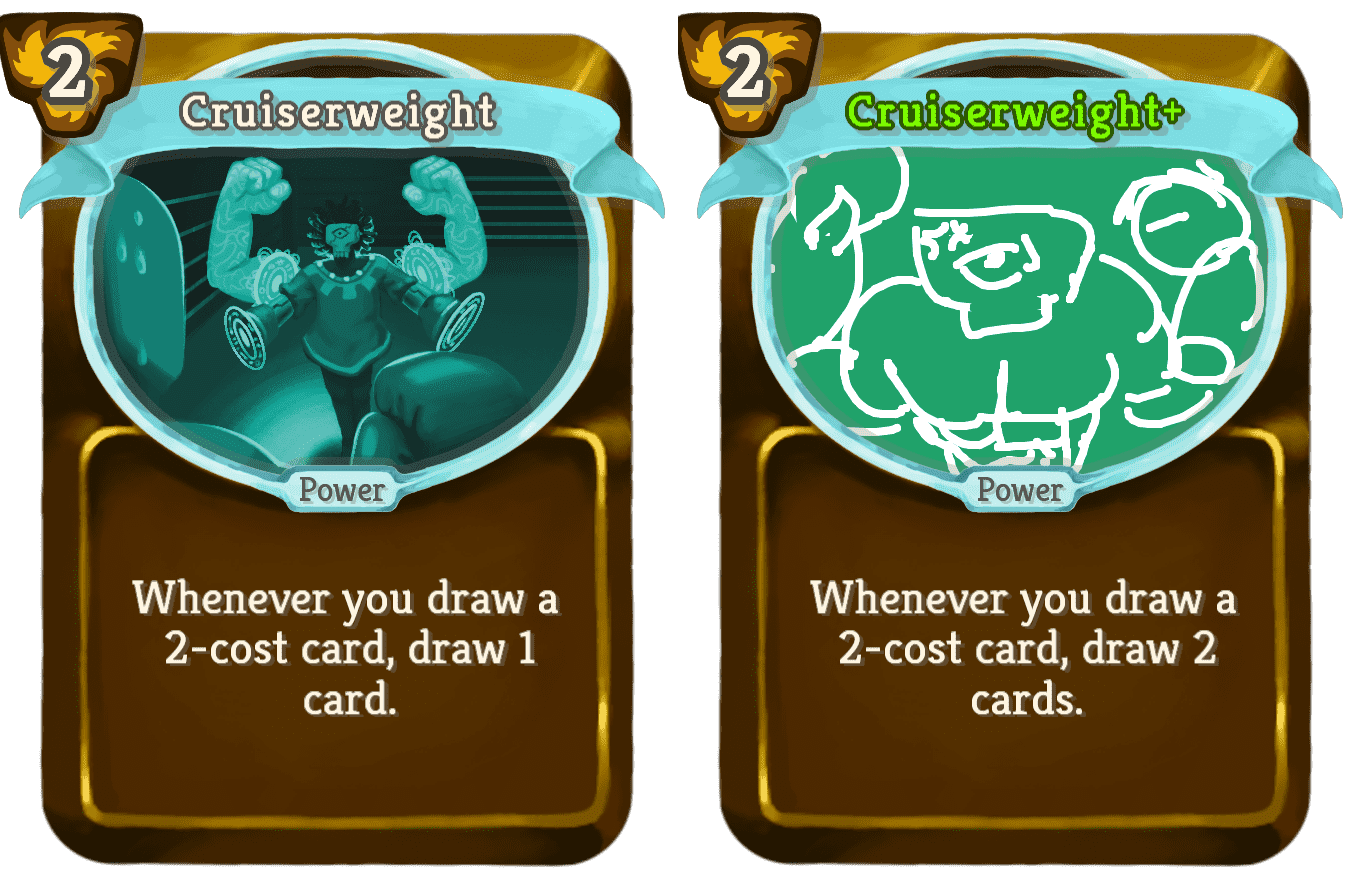 2
Cruiserweight
Power
Whenever you draw a
2-cost card, draw 1
card.
2
Cruiserweight+
Power
Whenever you draw a
2-cost card, draw 2
cards.